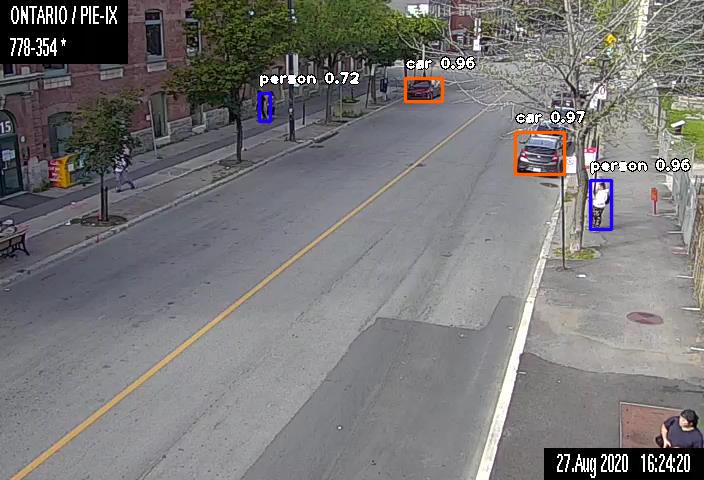 ONTARIO / PIE-IX
778-354 *
person 0.72
car 0.96
car 0.97
person 0.96
15
27.Aug 2020 16:24:20